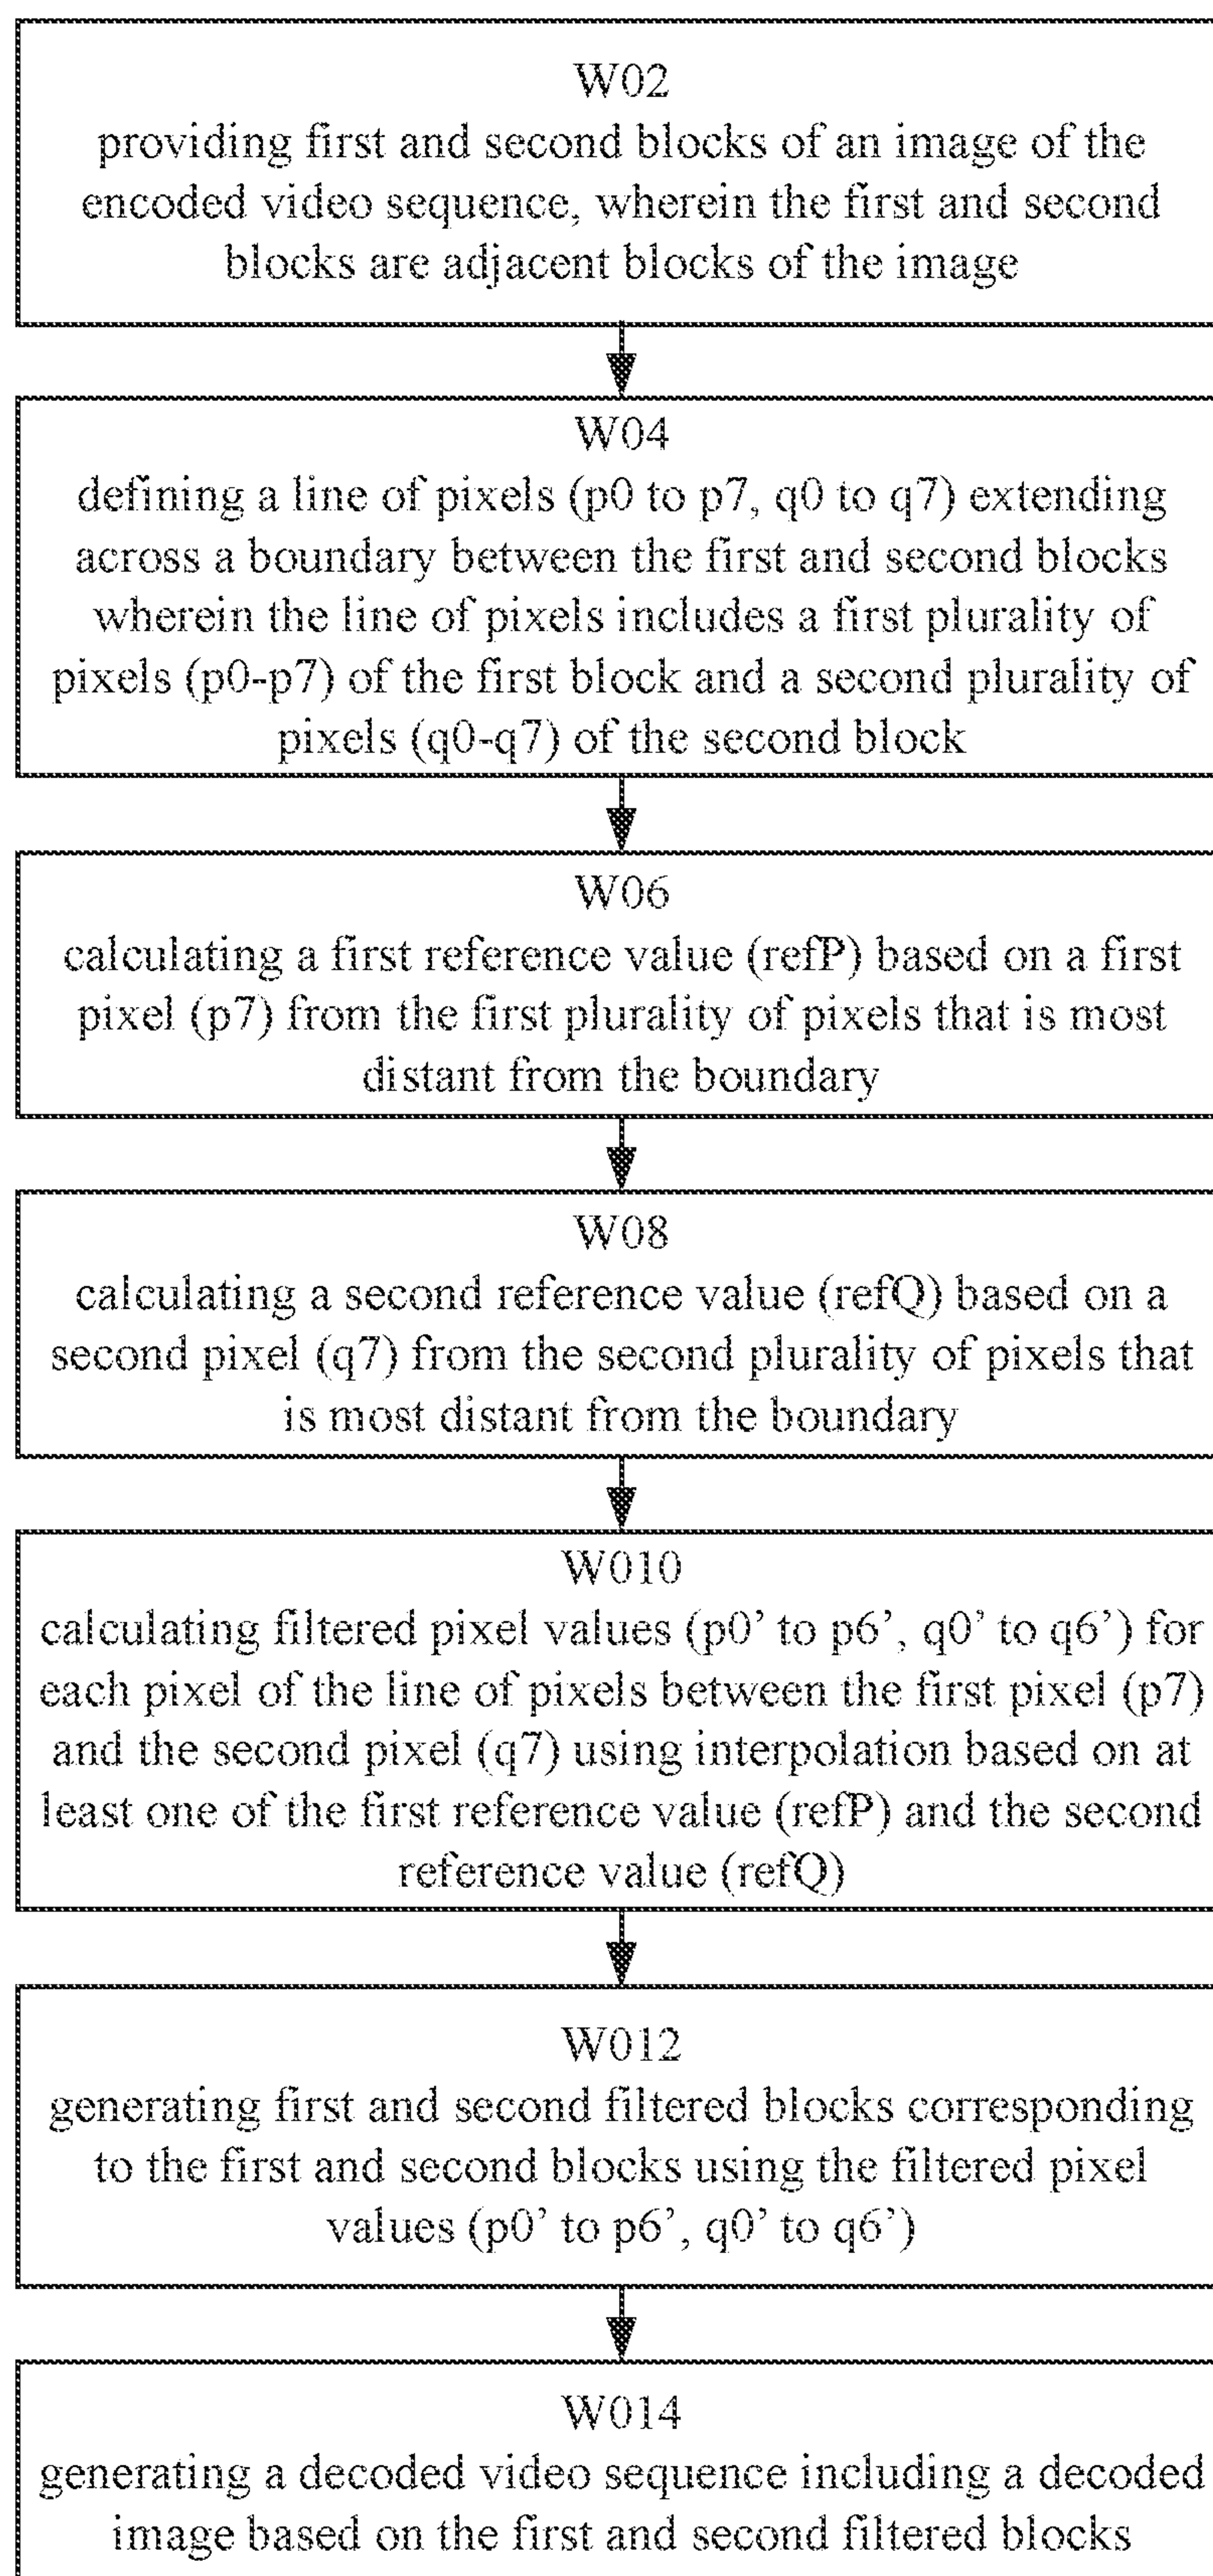 W02
providing first and second blocks of an image of the
encoded video sequence, wherein the first and second
blocks are adjacent blocks of the image
W04
defining a line of pixels (p0 to p7, q0 to q7) extending
across a boundary between the first and second blocks
wherein the line of pixels includes a first plurality of
pixels (p0-p7) of the first block and a second plurality of
pixels (q0-q7) of the second block
W06
calculating a first reference value (refP) based on a first
pixel (p7) from the first plurality of pixels that is most
distant from the boundary
W08
calculating a second reference value (refQ) based on a
second pixel (q7) from the second plurality of pixels that
is most distant from the boundary
W010
calculating filtered pixel values (p0’ to p6’, q0’ to q6’) for
each pixel of the line of pixels between the first pixel (p7)
and the second pixel (q7) using interpolation based on at
least one of the first reference value (refP) and the second
reference value (refQ)
W012
generating first and second filtered blocks corresponding
to the first and second blocks using the filtered pixel
values (p0’ to p6’, q0’ to q6’)
W014
generating a decoded video sequence including a decoded
image based on the first and second filtered blocks